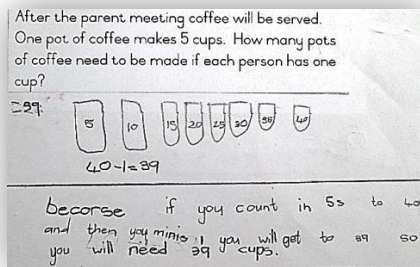 After the parent meeting coffee will be served.
One pot of coffee makes 5 cups. How many pots
of coffee need to be made if each person has one
cup?
5 10 15 20 25 30 35 40
40-1=39
becorse if you count in 5s to 40
and then you minis 1 you will get to 39 so
you will need 39 cups.